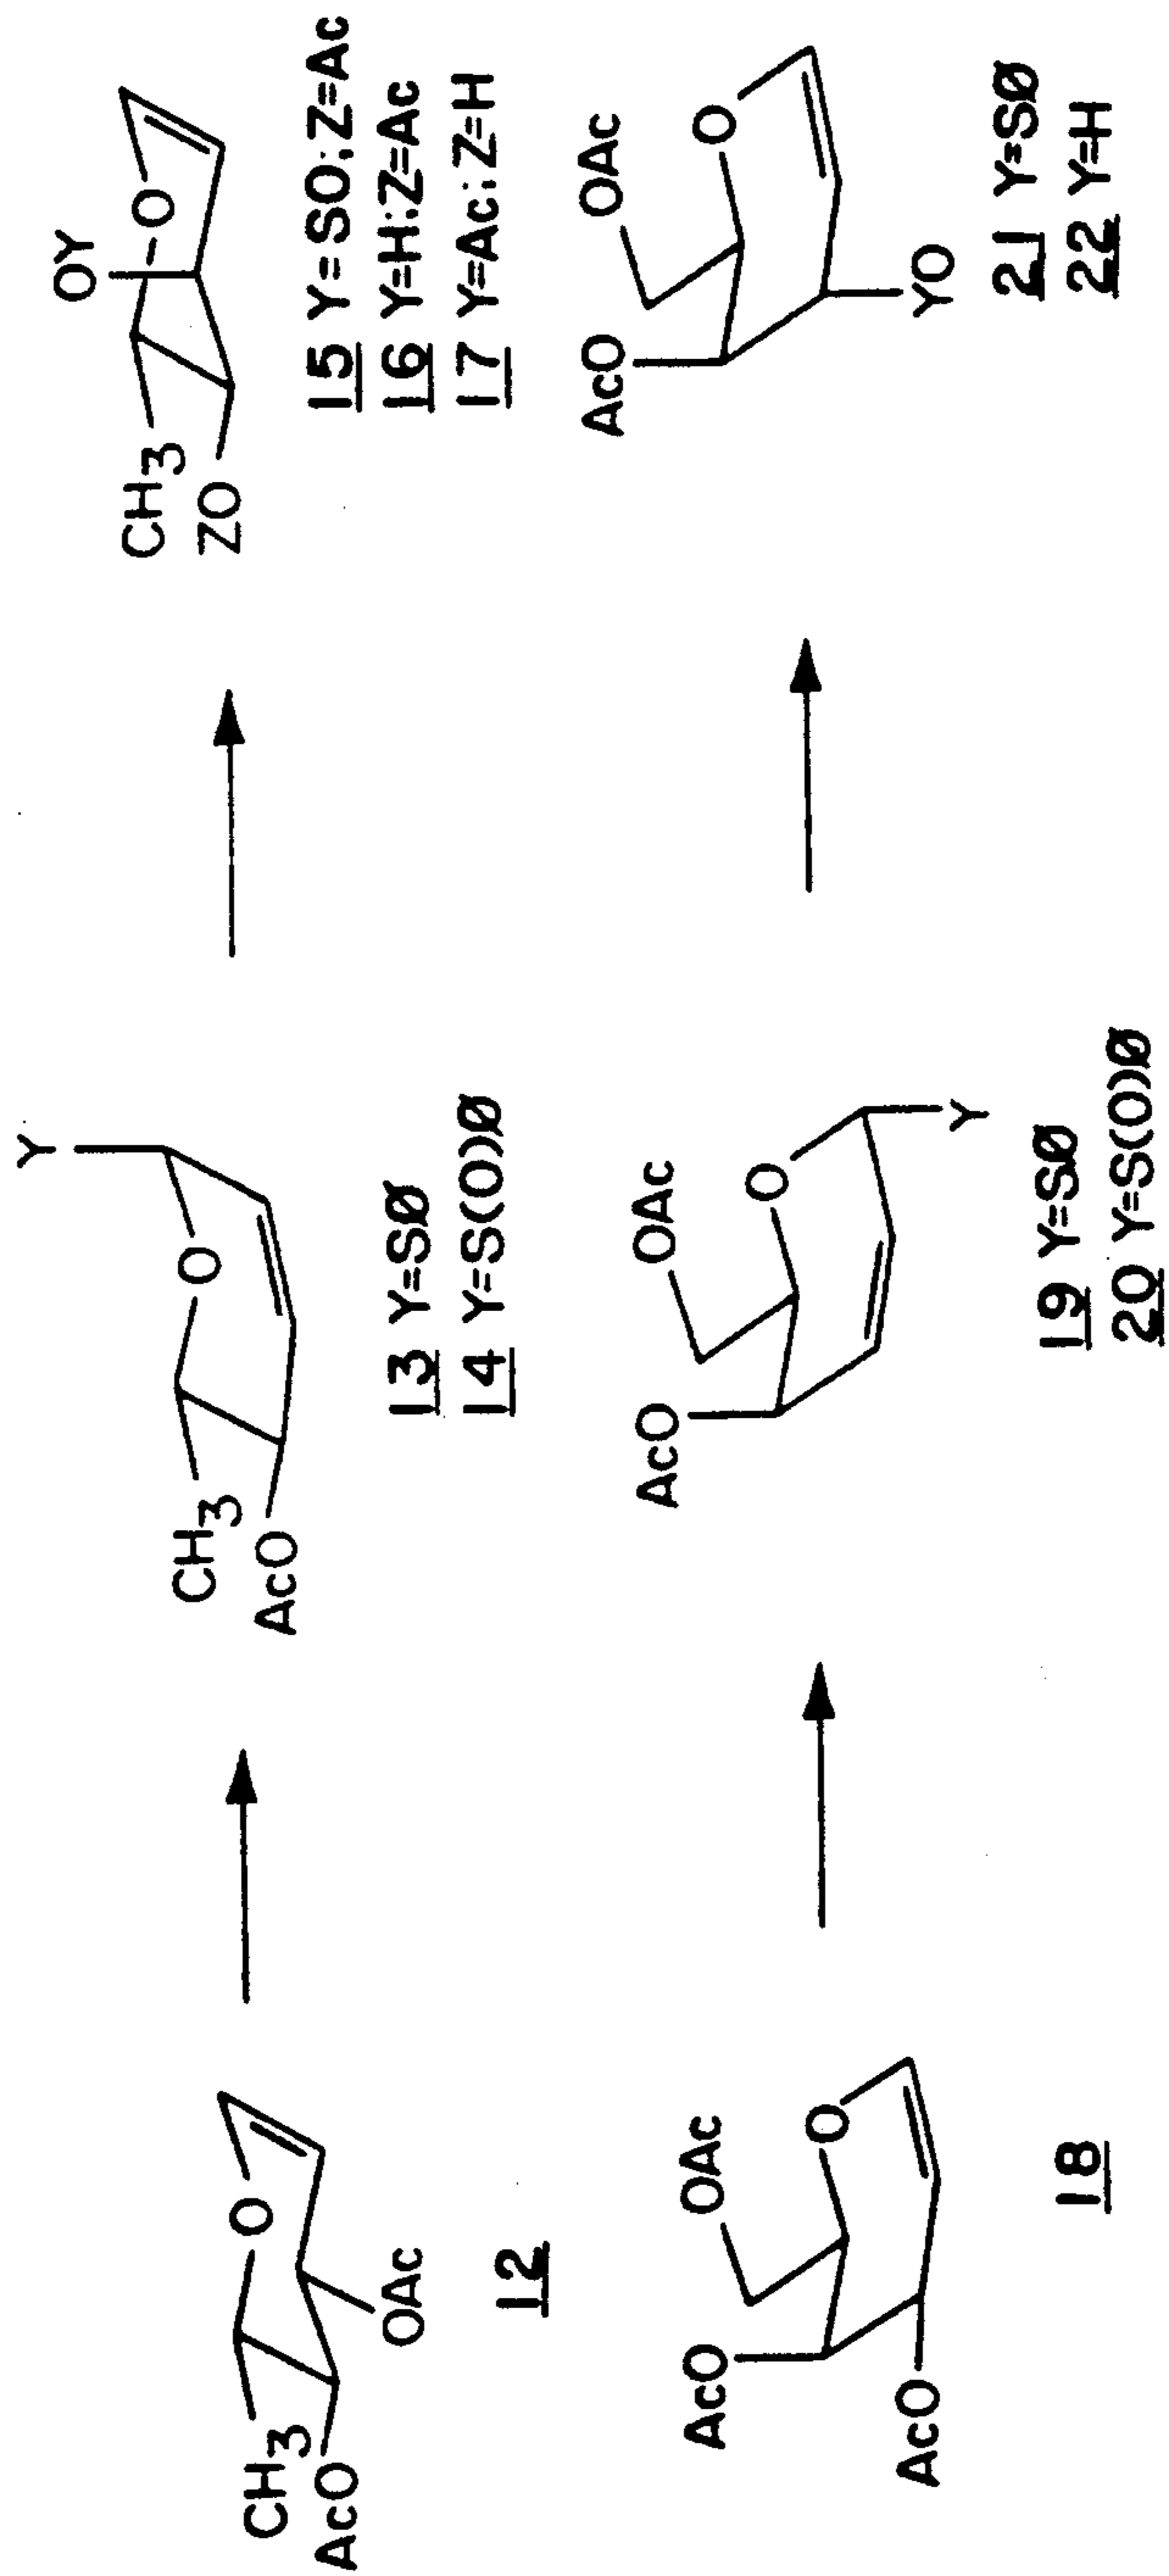 O
CH3
AcO
OAc
12
Y
O
CH3
AcO
13 Y=SØ
14 Y=S(O)Ø
OY
O
CH3
ZO
15 Y=SO;Z=Ac
16 Y=H;Z=Ac
17 Y=Ac;Z=H
OAc
AcO
O
AcO
18
OAc
AcO
O
Y
19 Y=SØ
20 Y=S(O)Ø
OAc
AcO
O
YO
21 Y=SØ
22 Y=H